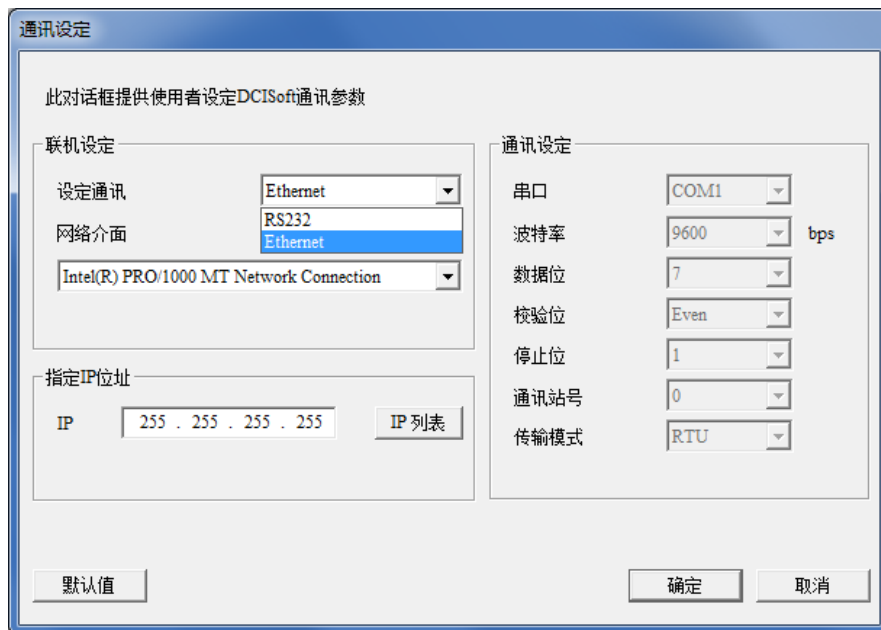 通讯设定
此对话框提供使用者设定DCISoft通讯参数
联机设定
设定通讯
Ethernet
RS232
Ethernet
网络介面
Intel(R) PRO/1000 MT Network Connection
指定IP位址
IP
255 . 255 . 255 . 255
IP 列表
通讯设定
串口
COM1
波特率
9600
bps
数据位
7
校验位
Even
停止位
1
通讯站号
0
传输模式
RTU
默认值
确定
取消